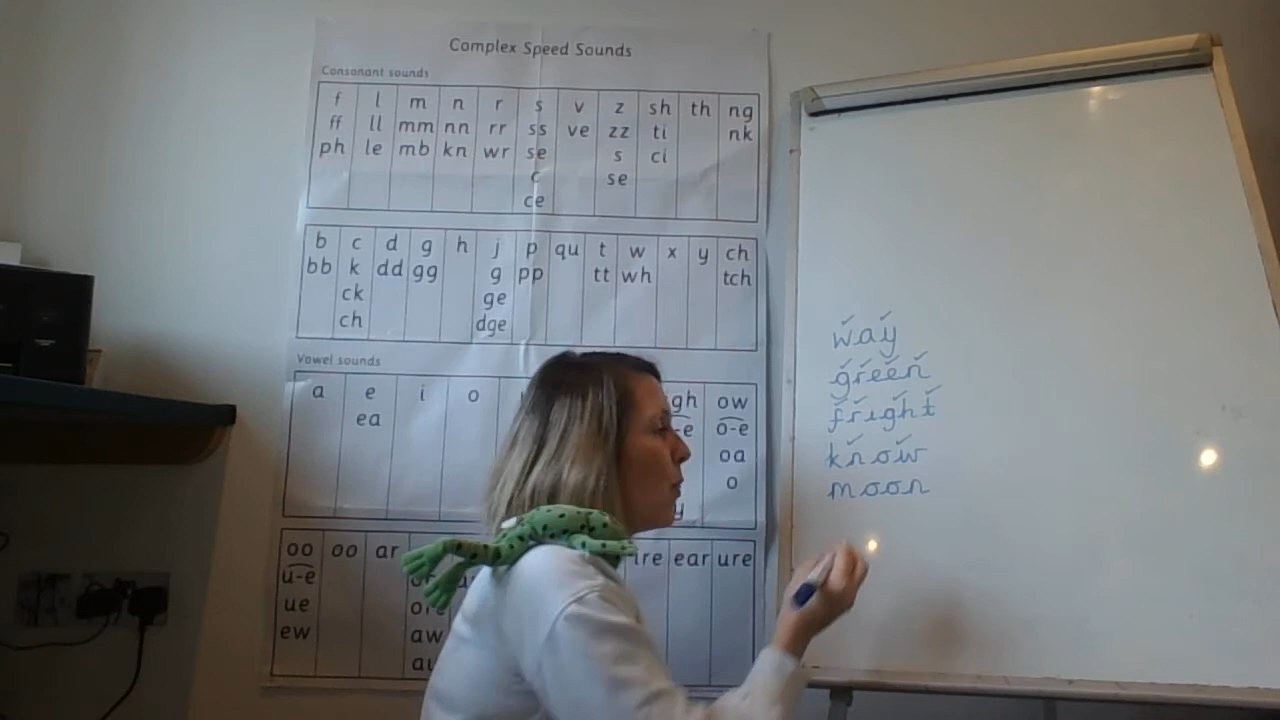 Complex Speed Sounds
Consonant sounds
f l m n r s v z sh th ng
ff ll mm nn rr ss ve zz ti nk
ph le mb kn wr se s ci
c se
ce
b c d g h j p qu t w x y ch
bb k dd gg g pp tt wh tch
ck ge
ch dge
Vowel sounds
a e i o ow
ea o-e
oa
o
y
oo oo ar ire ear ure
u-e
ue
ew aw
way
green
fright
know
moon